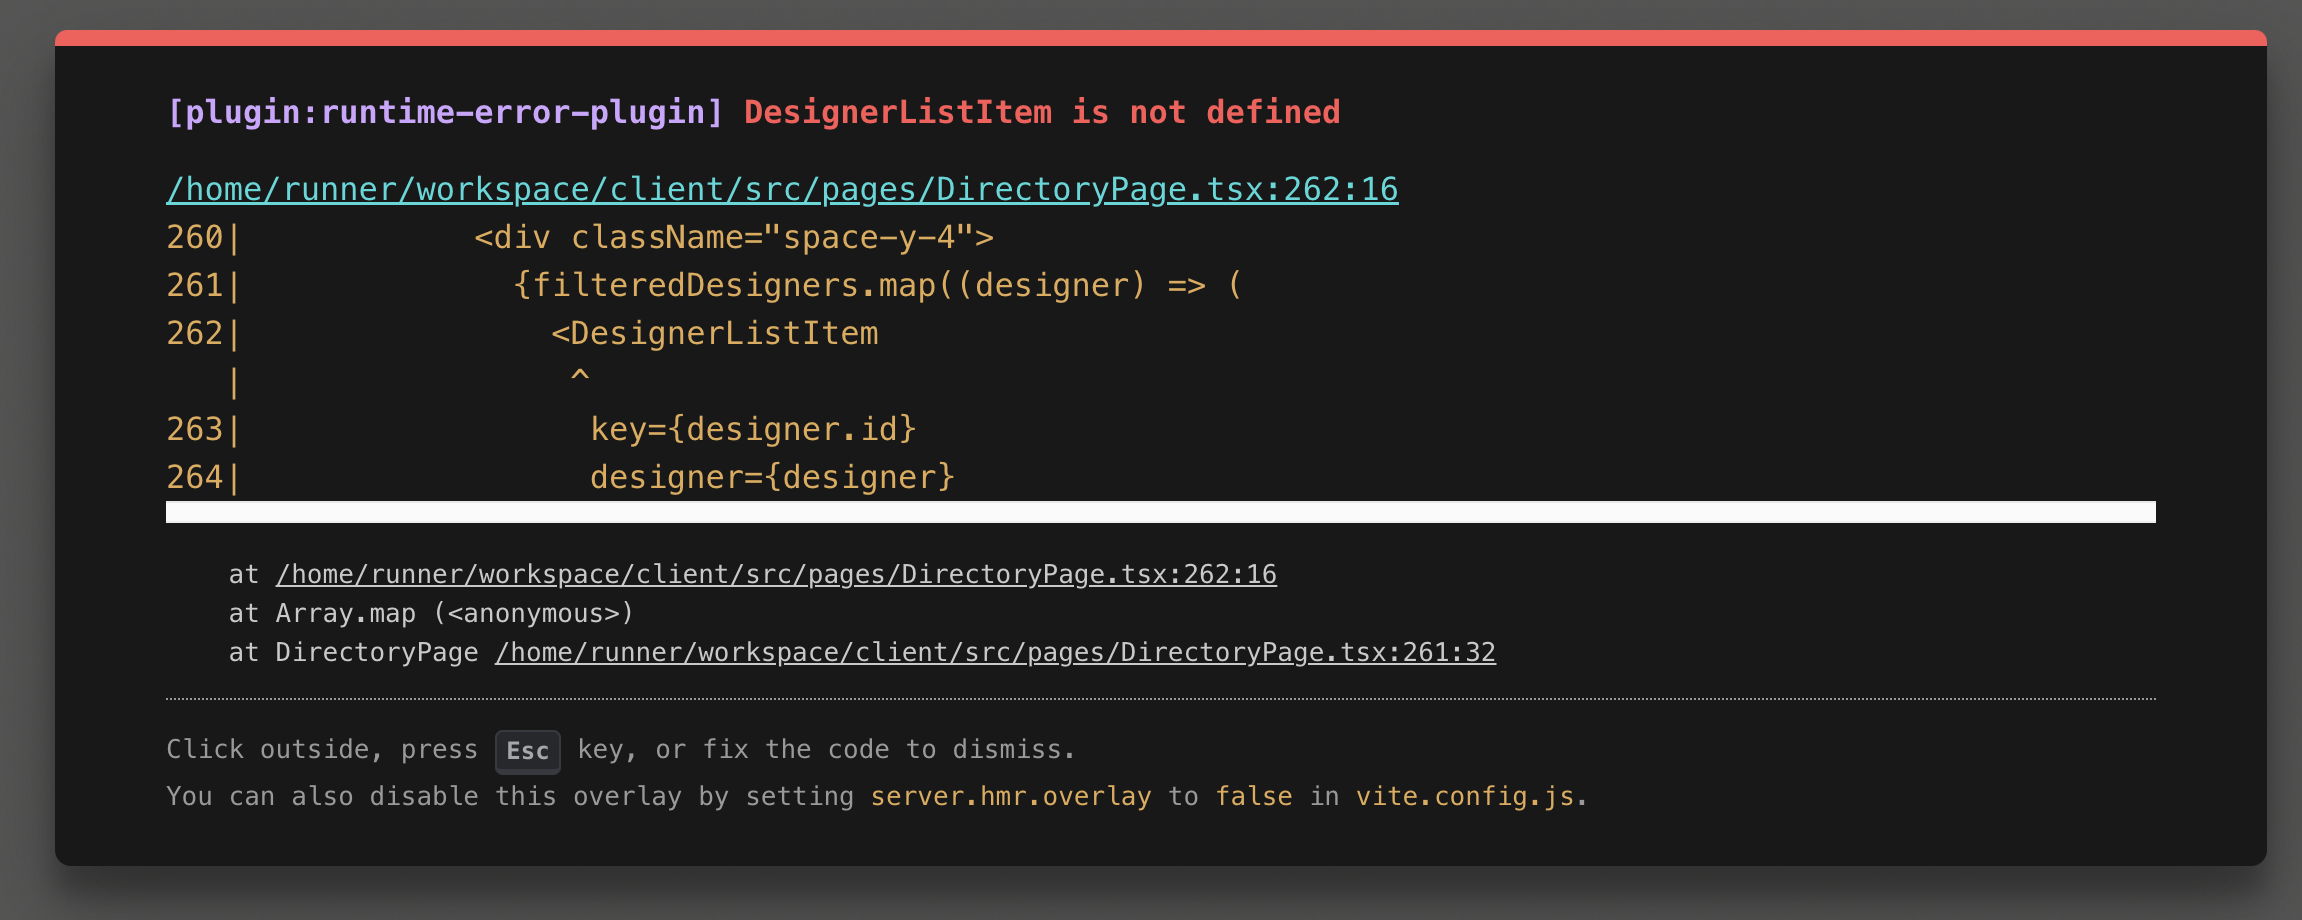 [plugin:runtime-error-plugin] DesignerListItem is not defined
/home/runner/workspace/client/src/pages/DirectoryPage.tsx:262:16
260|            <div className="space-y-4">
261|              {filteredDesigners.map((designer) => (
262|                <DesignerListItem
   |                 ^
263|                  key={designer.id}
264|                  designer={designer}
at /home/runner/workspace/client/src/pages/DirectoryPage.tsx:262:16
at Array.map (<anonymous>)
at DirectoryPage /home/runner/workspace/client/src/pages/DirectoryPage.tsx:261:32
Click outside, press Esc key, or fix the code to dismiss.
You can also disable this overlay by setting server.hmr.overlay to false in vite.config.js.